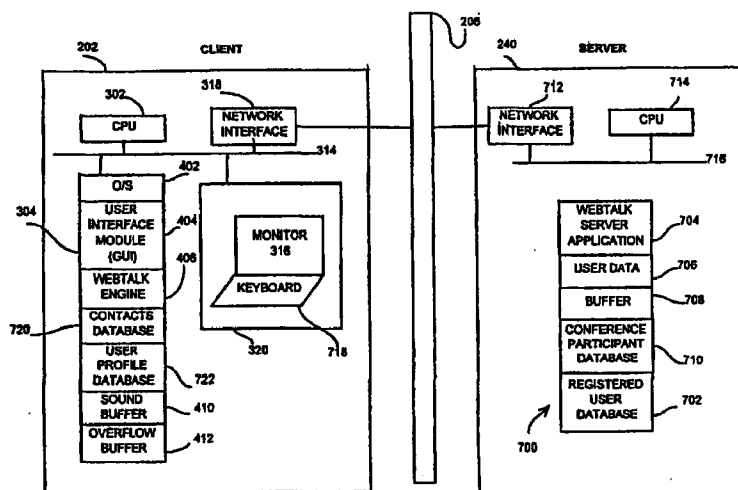 CLIENT
SERVER
202
302
CPU
318
NETWORK
INTERFACE
314
206
240
712
NETWORK
INTERFACE
714
CPU
716
402
O/S
304
USER
INTERFACE
MODULE
(GUI)
404
WEBTALK
ENGINE
406
720
CONTACTS
DATABASE
USER
PROFILE
DATABASE
722
SOUND
BUFFER
410
OVERFLOW
BUFFER
412
MONITOR
316
KEYBOARD
718
320
WEBTALK
SERVER
APPLICATION
704
USER DATA
706
BUFFER
708
CONFERENCE
PARTICIPANT
DATABASE
710
REGISTERED
USER
DATABASE
702
700